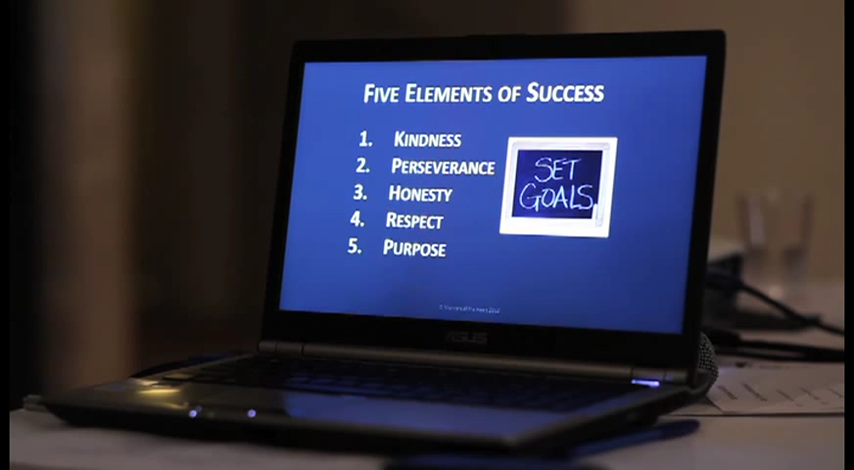 FIVE ELEMENTS OF SUCCESS
1. KINDNESS
2. PERSEVERANCE
3. HONESTY
4. RESPECT
5. PURPOSE
SET
GOALS
ASUS